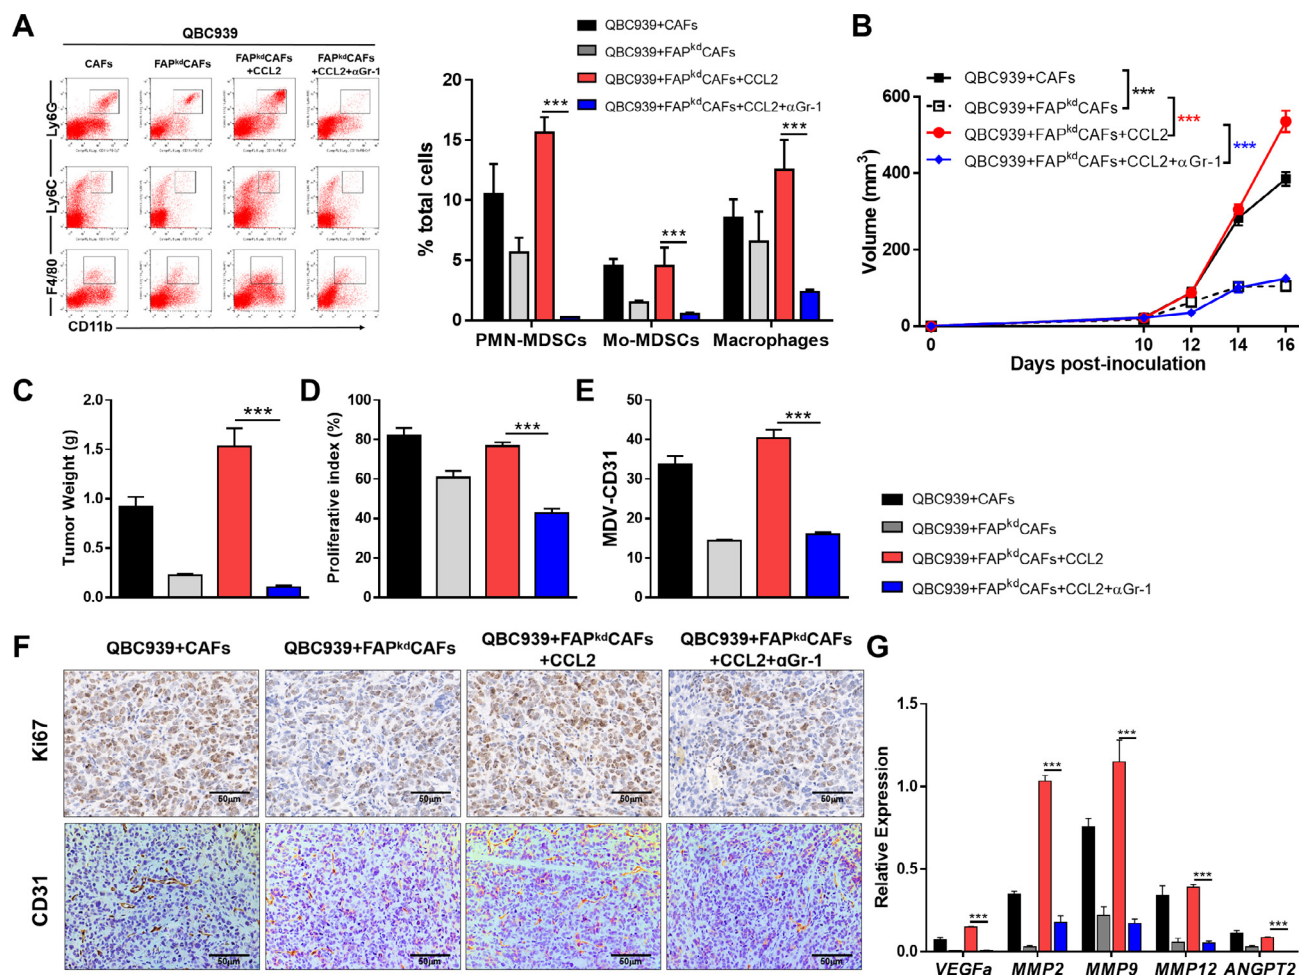 A
QBC939
CAFs
FAPkdCAFs
FAPkdCAFs
+CCL2
FAPkdCAFs
+CCL2+αGr-1
Ly6G
Ly6C
F4/80
CD11b
QBC939+CAFs
QBC939+FAPkdCAFs
QBC939+FAPkdCAFs+CCL2
QBC939+FAPkdCAFs+CCL2+αGr-1
% total cells
20
15
10
5
0
***
***
***
PMN-MDSCs
Mo-MDSCs
Macrophages
B
QBC939+CAFs
QBC939+FAPkdCAFs
QBC939+FAPkdCAFs+CCL2
QBC939+FAPkdCAFs+CCL2+αGr-1
***
***
***
Volume (mm3)
600
400
200
0
0
10
12
14
16
Days post-inoculation
C
Tumor Weight (g)
2.0
1.5
1.0
0.5
0.0
***
D
Proliferative index (%)
100
80
60
40
20
0
***
E
MDV-CD31
50
40
30
20
10
0
***
QBC939+CAFs
QBC939+FAPkdCAFs
QBC939+FAPkdCAFs+CCL2
QBC939+FAPkdCAFs+CCL2+αGr-1
F
QBC939+CAFs
QBC939+FAPkdCAFs
QBC939+FAPkdCAFs
+CCL2
QBC939+FAPkdCAFs
+CCL2+αGr-1
Ki67
50μm
50μm
50μm
50μm
CD31
50μm
50μm
50μm
50μm
G
Relative Expression
1.5
1.0
0.5
0.0
***
***
***
***
***
VEGFa
MMP2
MMP9
MMP12
ANGPT2